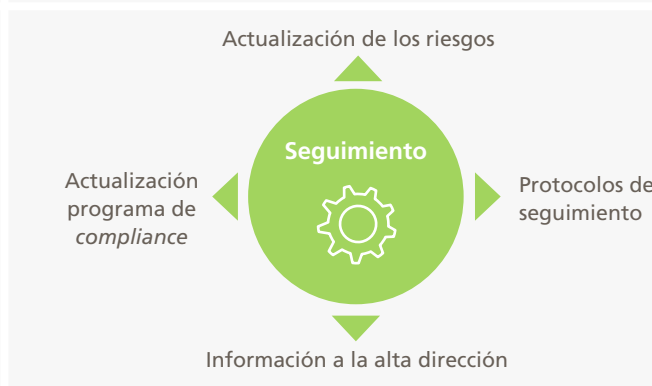 Actualización de los riesgos
Seguimiento
Actualización
programa de
compliance
Protocolos de
seguimiento
Información a la alta dirección